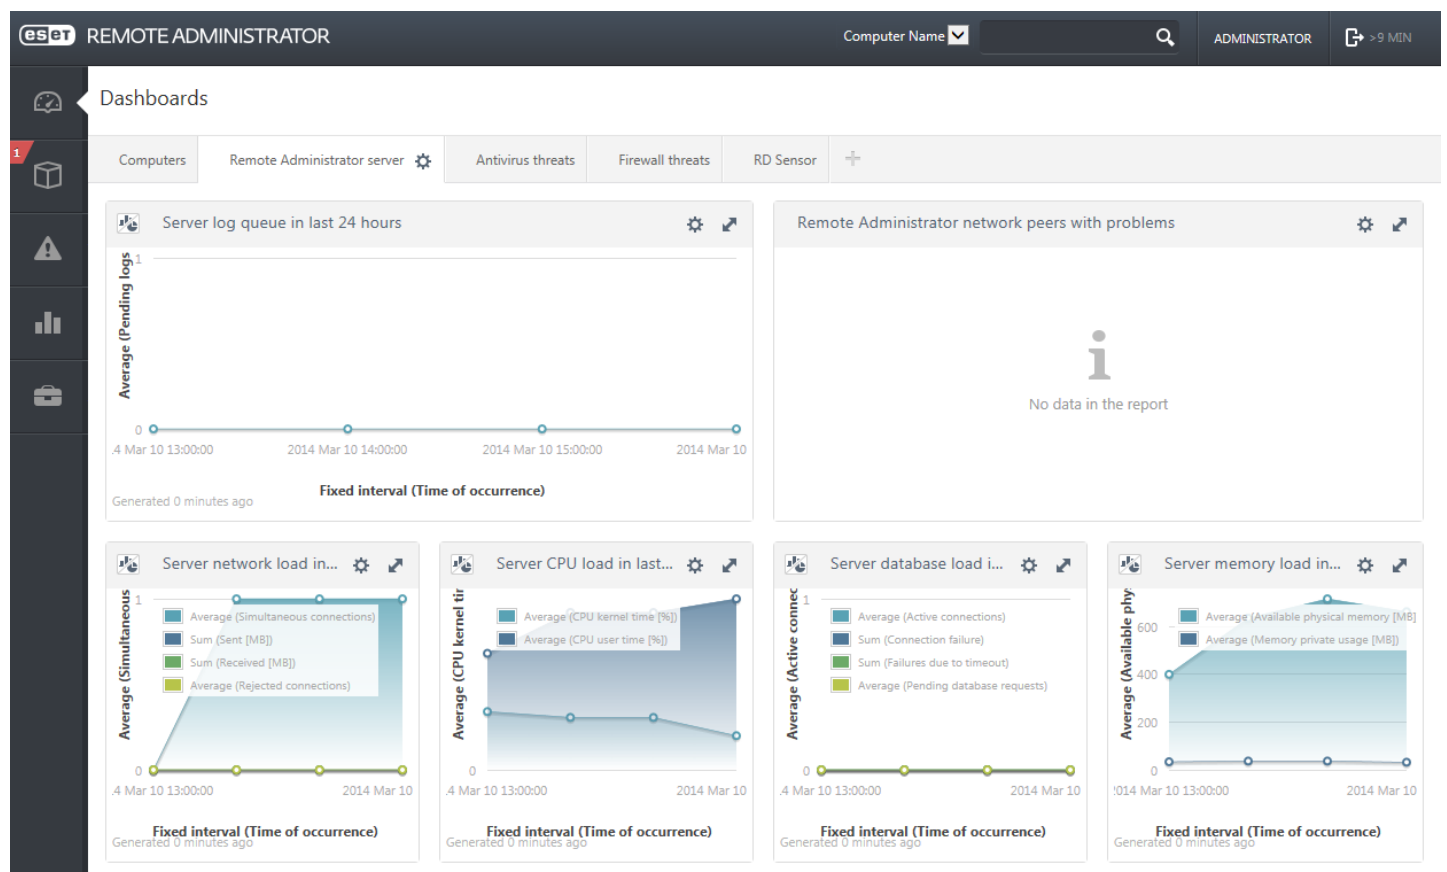 eset REMOTE ADMINISTRATOR
Computer Name
ADMINISTRATOR
>9 MIN
Dashboards
1
Computers
Remote Administrator server
Antivirus threats
Firewall threats
RD Sensor
Server log queue in last 24 hours
Average (Pending logs
1
0
.4 Mar 10 13:00:00
2014 Mar 10 14:00:00
2014 Mar 10 15:00:00
2014 Mar 10
Fixed interval (Time of occurrence)
Generated 0 minutes ago
Remote Administrator network peers with problems
No data in the report
Server network load in...
Average (Simultaneous
1
Average (Simultaneous connections)
Sum (Sent [MB])
Sum (Received [MB])
Average (Rejected connections)
0
.4 Mar 10 13:00:00
2014 Mar 10
Fixed interval (Time of occurrence)
Generated 0 minutes ago
Server CPU load in last...
Average (CPU kernel tir
Average (CPU kernel time [%])
Average (CPU user time [%])
0
.4 Mar 10 13:00:00
2014 Mar 10
Fixed interval (Time of occurrence)
Generated 0 minutes ago
Server database load i...
Average (Active connec
1
Average (Active connections)
Sum (Connection failure)
Sum (Failures due to timeout)
Average (Pending database requests)
0
.4 Mar 10 13:00:00
2014 Mar 10
Fixed interval (Time of occurrence)
Generated 0 minutes ago
Server memory load in...
Average (Available phy
Average (Available physical memory [MB]
Average (Memory private usage [MB])
600
400
200
0
2014 Mar 10 13:00:00
2014 Mar 10
Fixed interval (Time of occurrence)
Generated 0 minutes ago